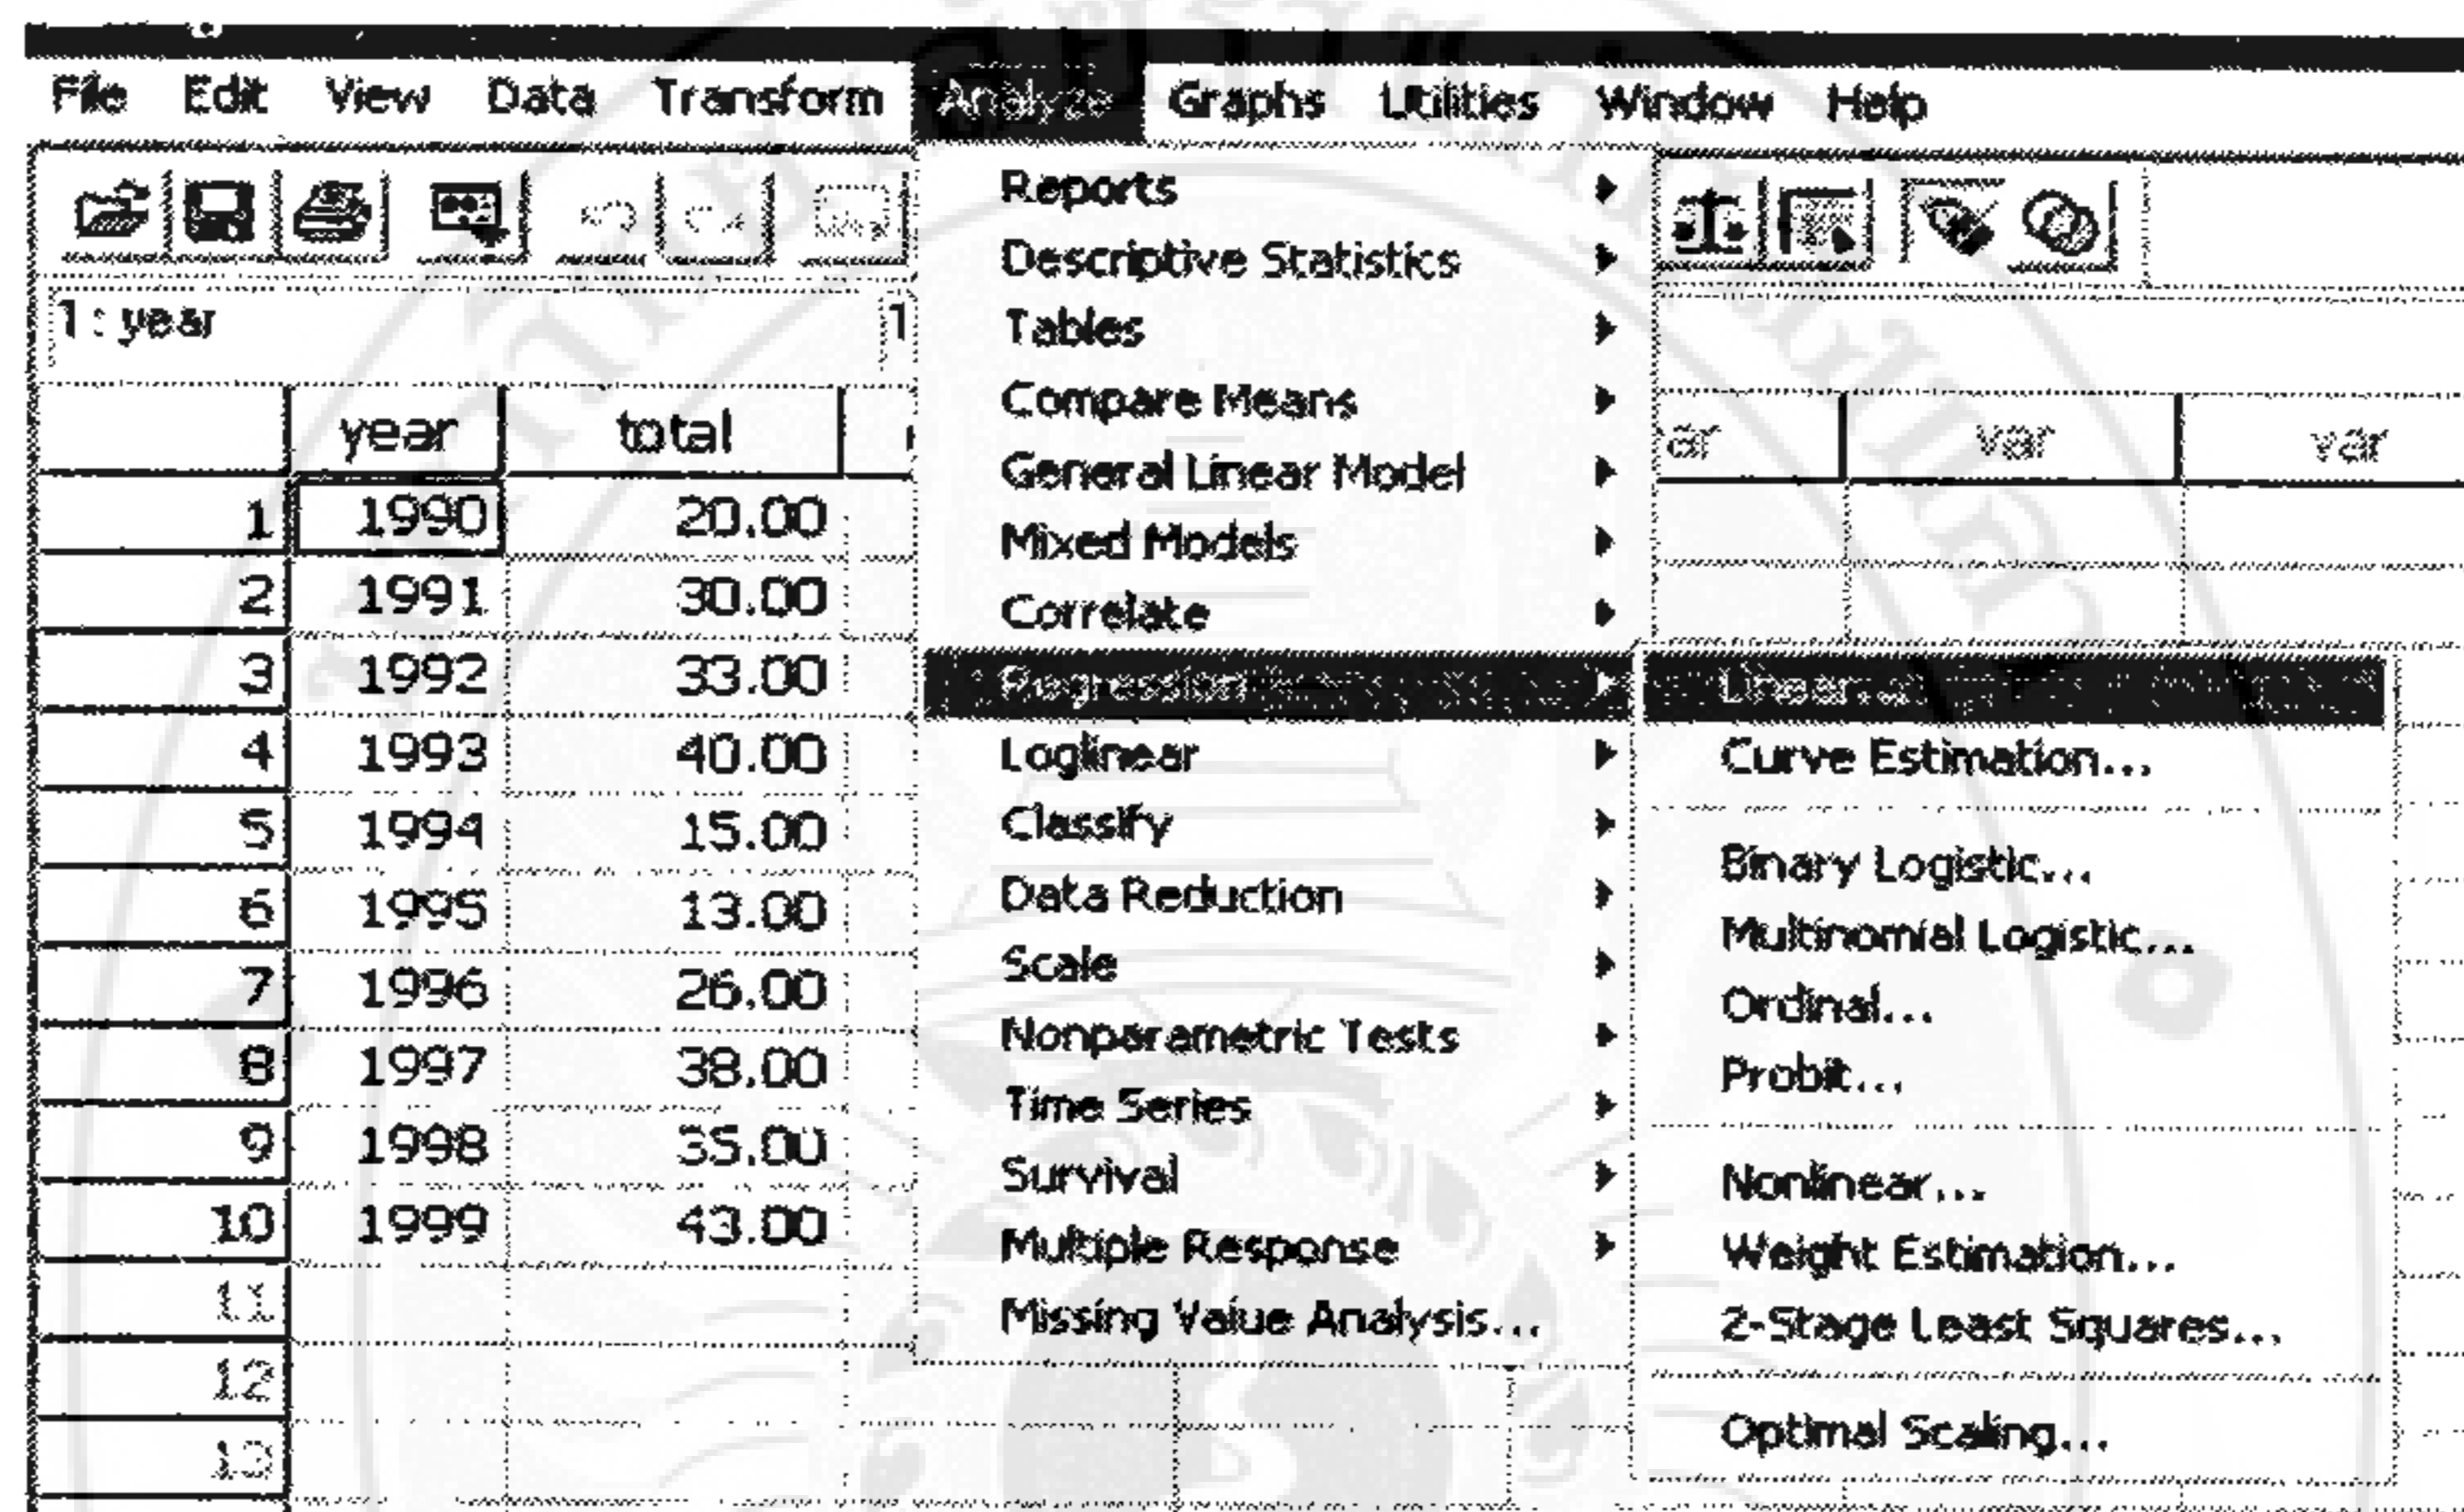 File Edit View Data Transform Analyze Graphs Utilities Window Help
1 : year 1
year total ar var var
1 1990 20.00
2 1991 30.00
3 1992 33.00
4 1993 40.00
5 1994 15.00
6 1995 13.00
7 1996 26.00
8 1997 38.00
9 1998 35.00
10 1999 43.00
11
12
13
Reports
Descriptive Statistics
Tables
Compare Means
General Linear Model
Mixed Models
Correlate
Regression
Loglinear
Classify
Data Reduction
Scale
Nonparametric Tests
Time Series
Survival
Multiple Response
Missing Value Analysis...
Linear...
Curve Estimation...
Binary Logistic...
Multinomial Logistic...
Ordinal...
Probit...
Nonlinear...
Weight Estimation...
2-Stage Least Squares...
Optimal Scaling...